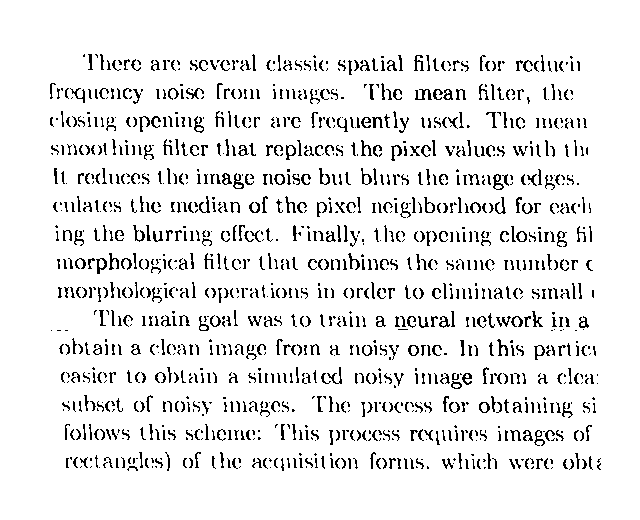 There are several classic spatial filters for reducin
frequency noise from images. The mean filter, the
closing opening filter are frequently used. The mean
smoothing filter that replaces the pixel values with the
It reduces the image noise but blurs the image edges.
culates the median of the pixel neighborhood for each
ing the blurring effect. Finally, the opening closing fil
morphological filter that combines the same number
morphological operations in order to eliminate small
The main goal was to train a neural network in a
obtain a clean image from a noisy one. In this partic
easier to obtain a simulated noisy image from a clea
subset of noisy images. The process for obtaining si
follows this scheme: This process requires images of
rectangles) of the acquisition forms, which were obta